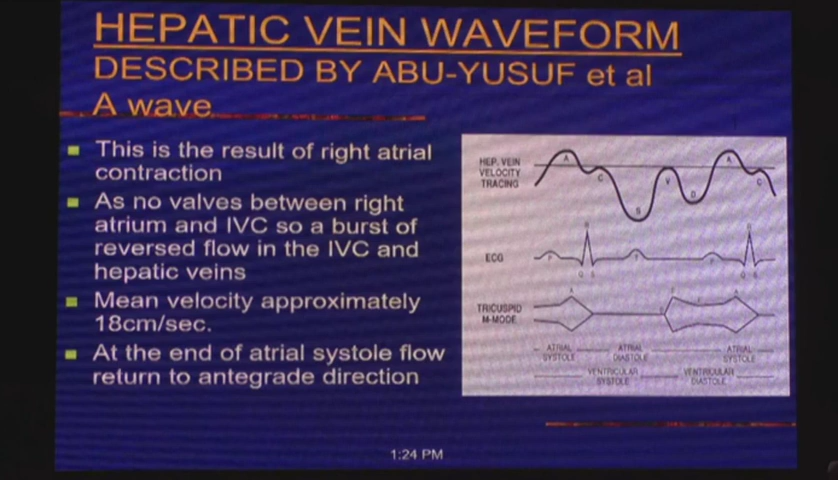 HEPATIC VEIN WAVEFORM
DESCRIBED BY ABU-YUSUF et al
A wave
This is the result of right atrial
contraction
As no valves between right
atrium and IVC so a burst of
reversed flow in the IVC and
hepatic veins
Mean velocity approximately
18cm/sec.
At the end of atrial systole flow
return to antegrade direction
HEP. VEIN
VELOCITY
TRACING
A
C
S
V
D
A
C
ECG
P
R
Q S
T
P
R
Q S
TRICUSPID
M-MODE
A
E
A
ATRIAL
SYSTOLE
ATRIAL
DIASTOLE
ATRIAL
SYSTOLE
VENTRICULAR
SYSTOLE
VENTRICULAR
DIASTOLE
1:24 PM